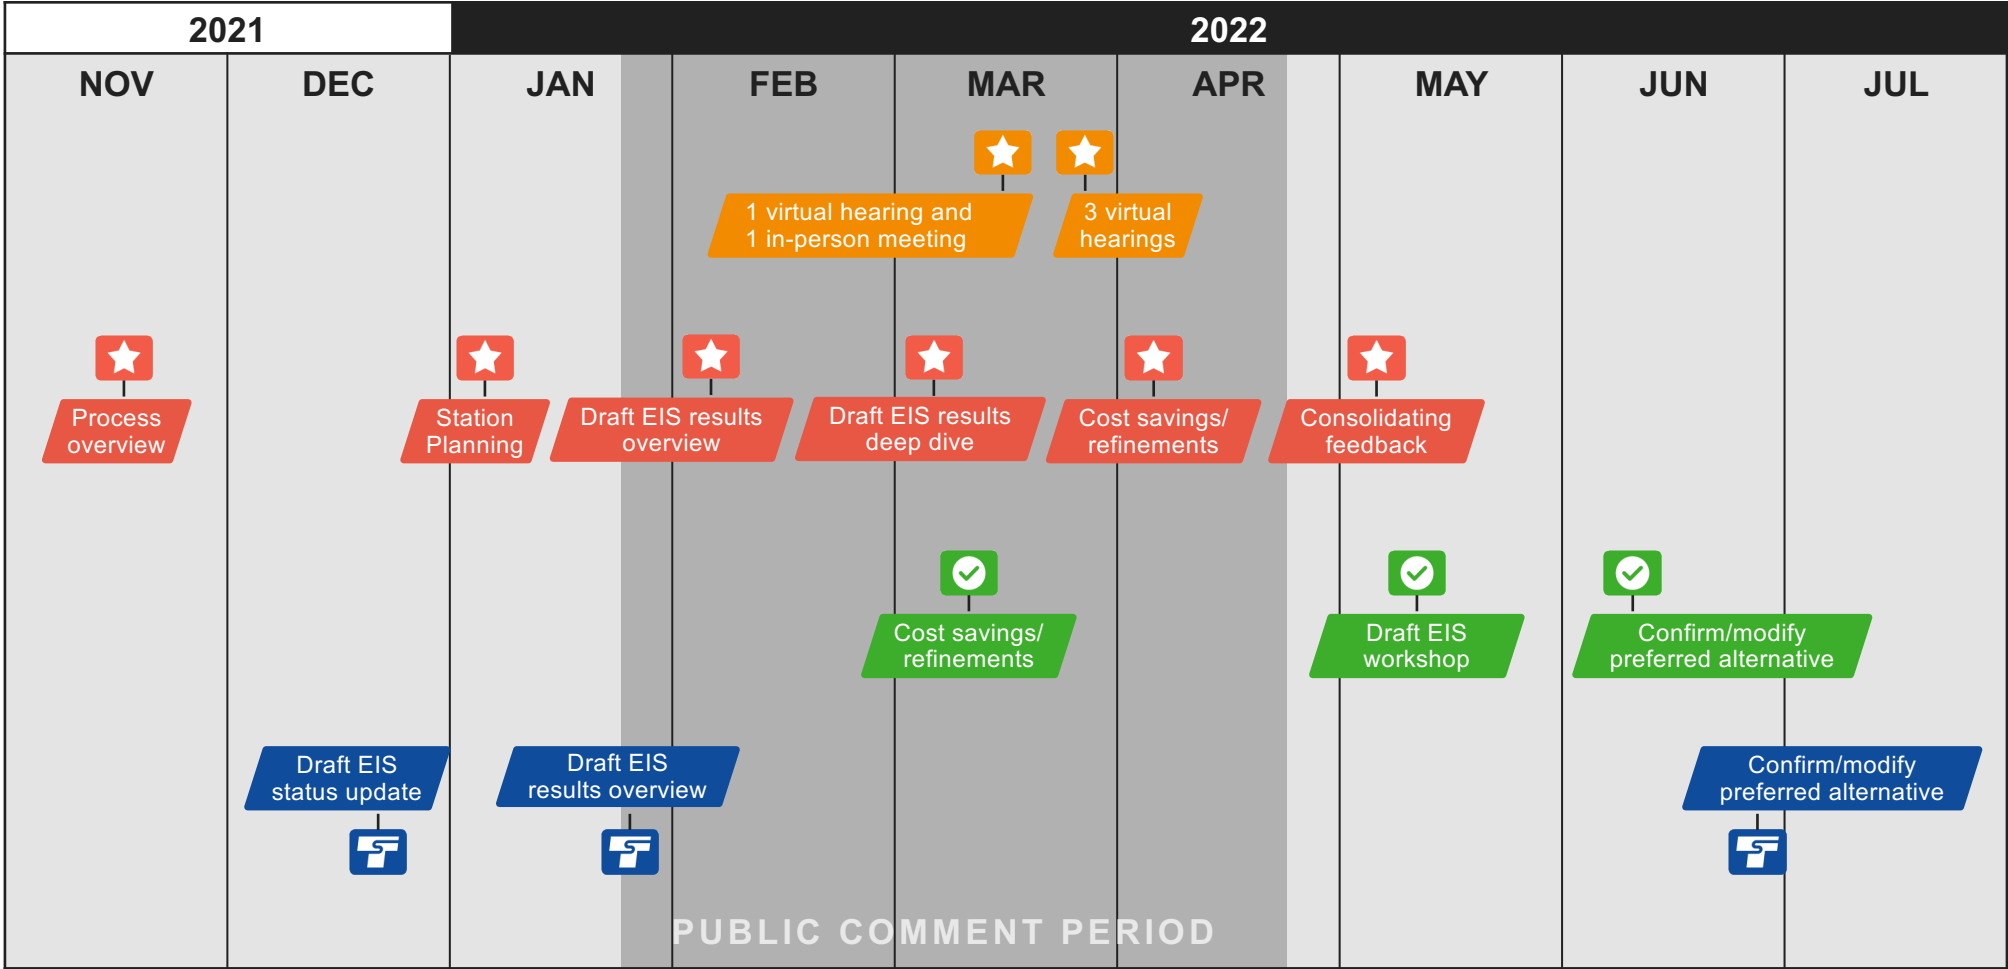 2021
2022
NOV
DEC
JAN
FEB
MAR
APR
MAY
JUN
JUL
1 virtual hearing and
1 in-person meeting
3 virtual
hearings
Process
overview
Station
Planning
Draft EIS results
overview
Draft EIS results
deep dive
Cost savings/
refinements
Consolidating
feedback
Cost savings/
refinements
Draft EIS
workshop
Confirm/modify
preferred alternative
Draft EIS
status update
Draft EIS
results overview
Confirm/modify
preferred alternative
ST
ST
ST
PUBLIC COMMENT PERIOD